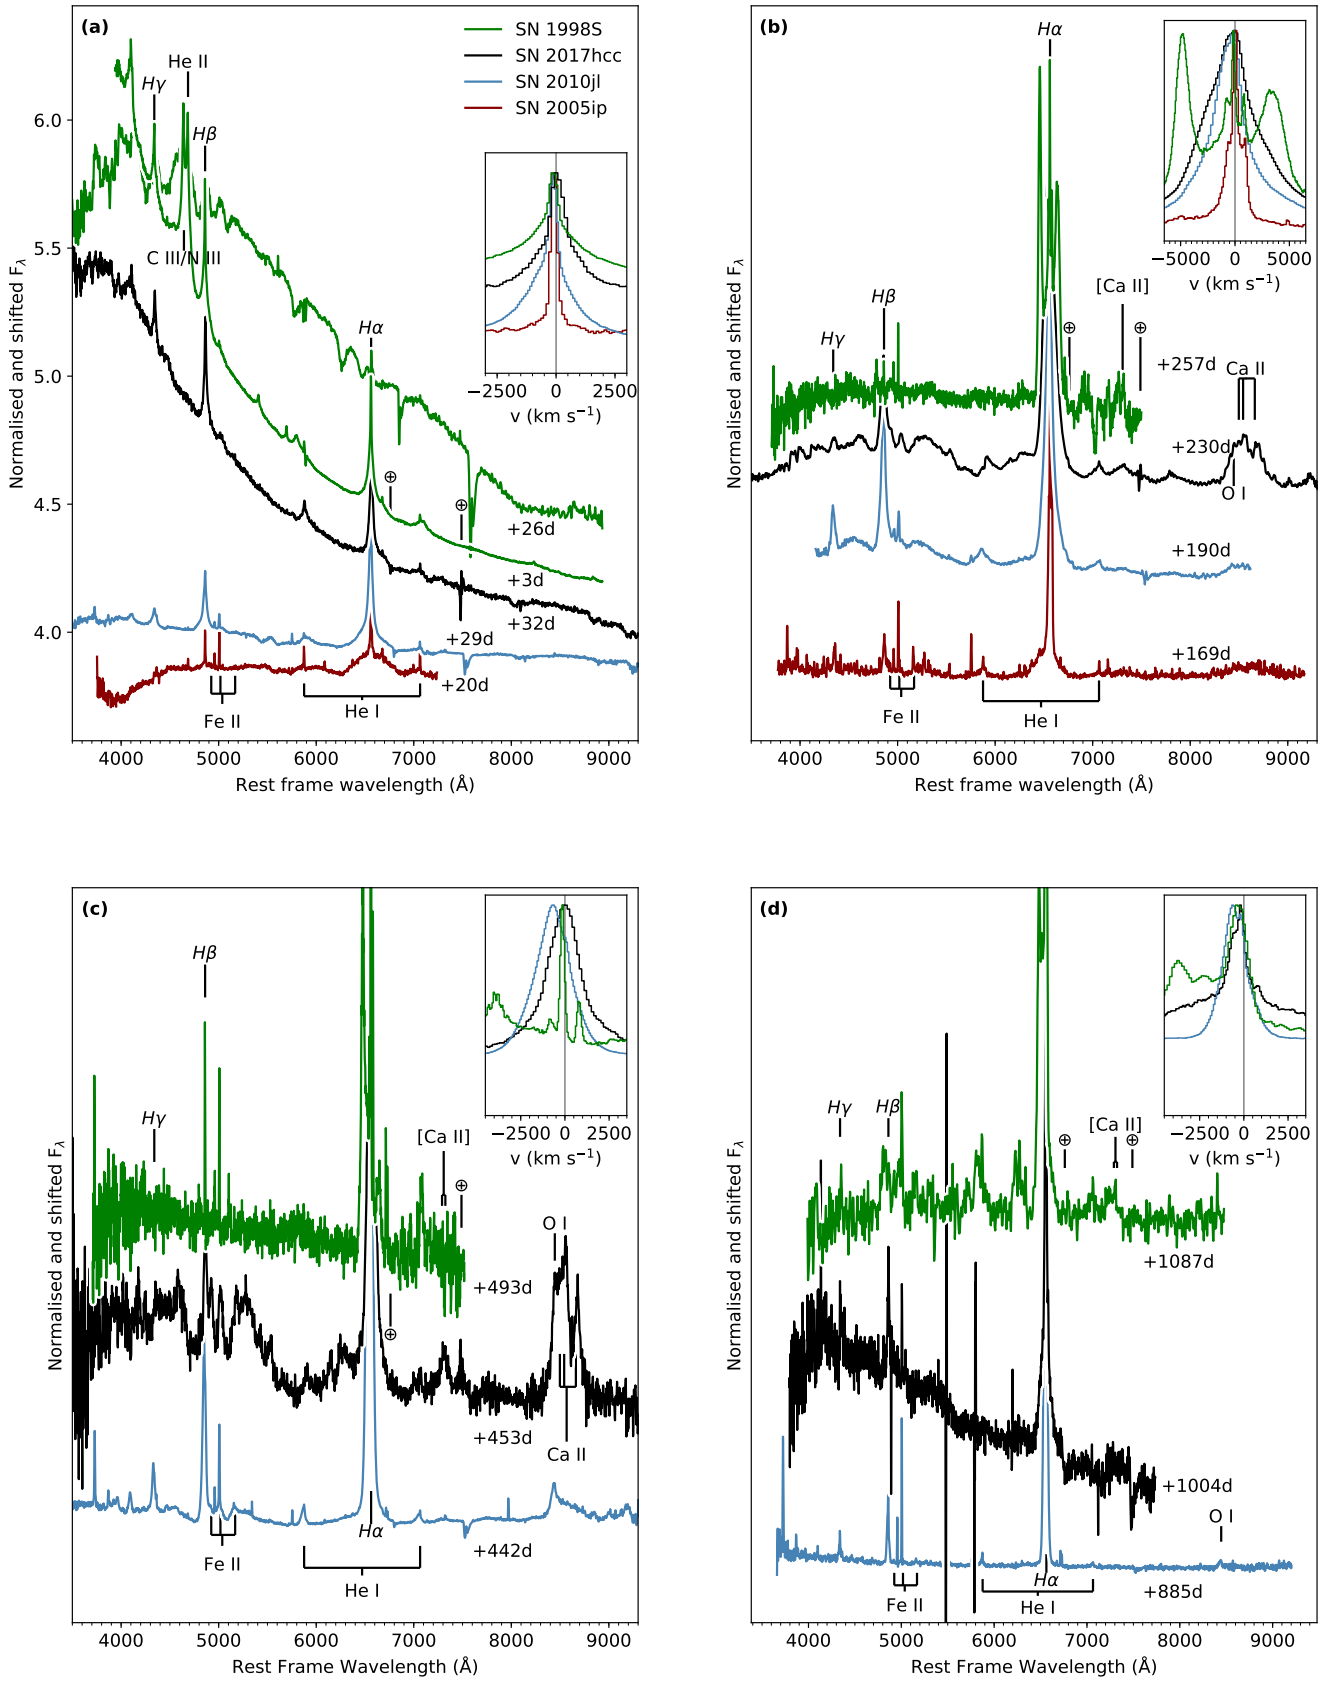 (a)
SN 1998S
SN 2017hcc
SN 2010jl
SN 2005ip
He II
Hγ
Hβ
C III/N III
Hα
⊕
⊕
+26d
+3d
+32d
+29d
+20d
Fe II
He I
−2500 0 2500
v (km s⁻¹)
6.0
5.5
5.0
4.5
4.0
Normalised and shifted Fλ
4000 5000 6000 7000 8000 9000
Rest frame wavelength (Å)
(b)
Hα
Hβ
Hγ
[Ca II]
⊕
⊕
+257d
Ca II
+230d
O I
+190d
+169d
Fe II
He I
−5000 0 5000
v (km s⁻¹)
Normalised and shifted Fλ
4000 5000 6000 7000 8000 9000
Rest frame wavelength (Å)
(c)
Hβ
Hγ
[Ca II]
⊕
O I
+493d
⊕
+453d
Ca II
Hα
+442d
Fe II
He I
−2500 0 2500
v (km s⁻¹)
Normalised and shifted Fλ
4000 5000 6000 7000 8000 9000
Rest Frame Wavelength (Å)
(d)
Hγ
Hβ
[Ca II]
⊕
⊕
+1087d
+1004d
O I
Hα
+885d
Fe II
He I
−2500 0 2500
v (km s⁻¹)
Normalised and shifted Fλ
4000 5000 6000 7000 8000 9000
Rest Frame Wavelength (Å)